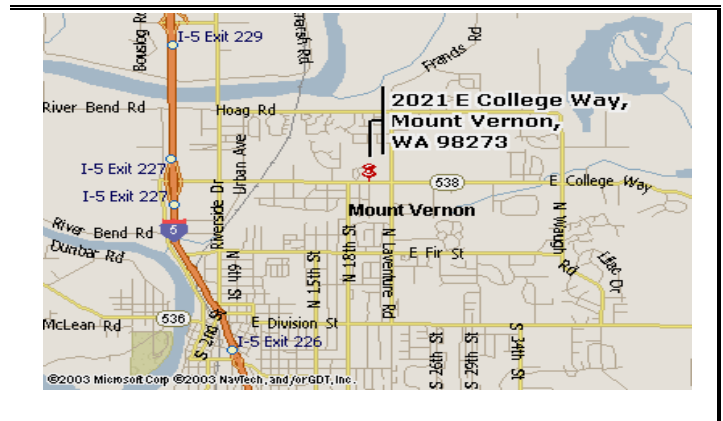 I-5 Exit 229
Frands Rd
River Bend Rd
Hoag Rd
2021 E College Way,
Mount Vernon,
WA 98273
Urban Ave
I-5 Exit 227
538
E College Way
I-5 Exit 227
Riverside Dr
Mount Vernon
River Bend Rd
5
Dunbar Rd
N 18th St
N Laventure Rd
N Waugh Rd
E Fir St
N 6th St
N 15th St
Lilac Dr
McLean Rd
536
S 2nd St
E Division St
I-5 Exit 226
S 26th St
S 29th St
S 34th St
©2003 Microsoft Corp ©2003 NavTech, and/or GDT, Inc.